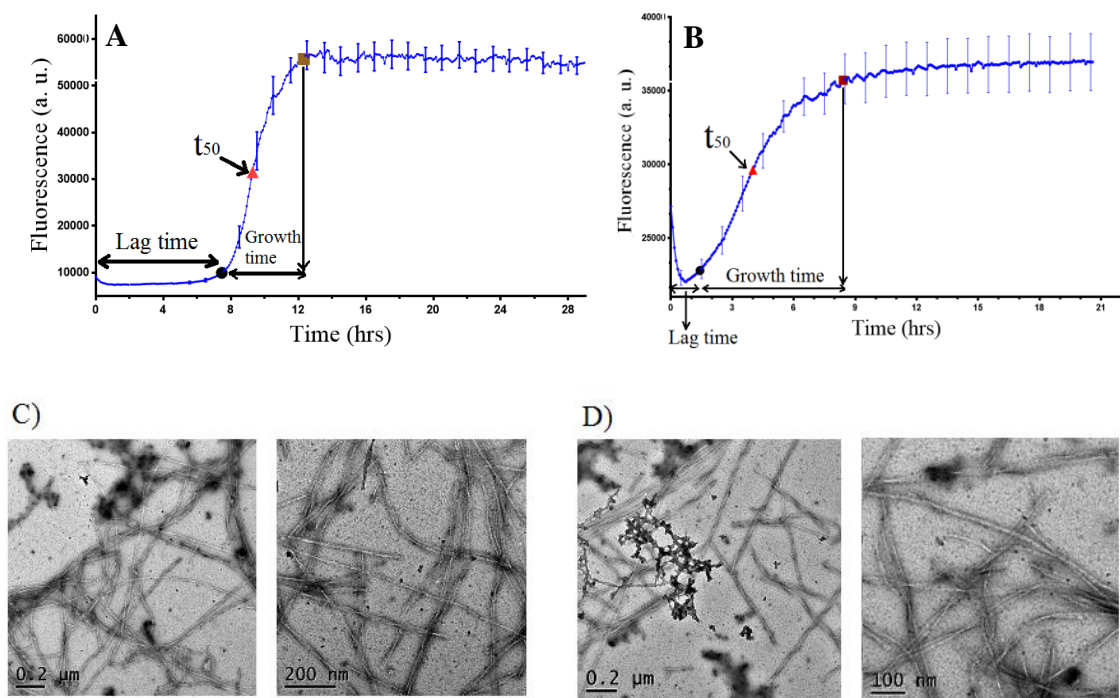 A
Fluorescence (a. u.)
60000
50000
40000
30000
20000
10000
t50
Lag time
Growth
time
0 4 8 12 16 20 24 28
Time (hrs)
B
Fluorescence (a. u.)
40000
35000
30000
25000
t50
Growth time
0 3 6 9 12 15 18 21
Lag time
Time (hrs)
C)
0.2 µm
200 nm
D)
0.2 µm
100 nm